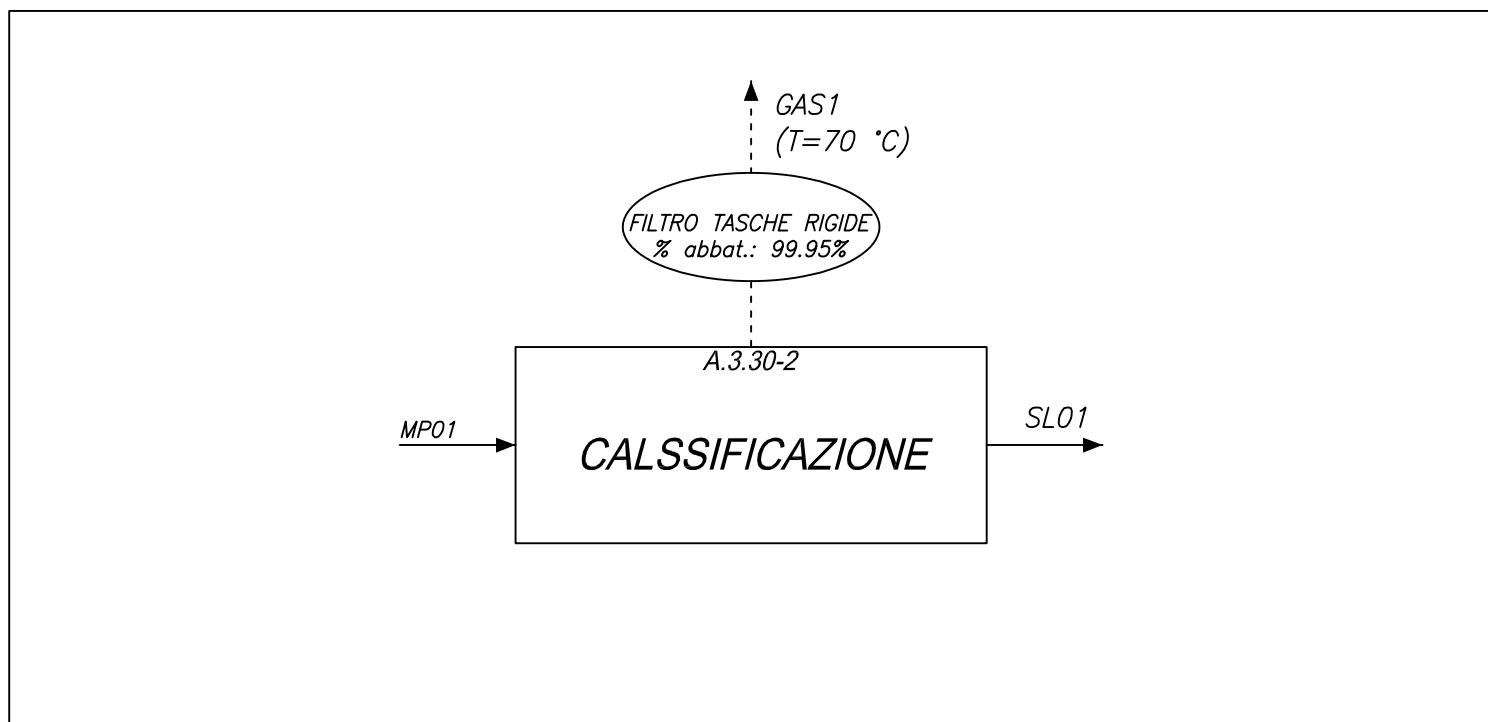 GAS1
(T=70 °C)
FILTRO TASCHE RIGIDE
% abbat.: 99.95%
A.3.30-2
MP01
CALSSIFICAZIONE
SL01